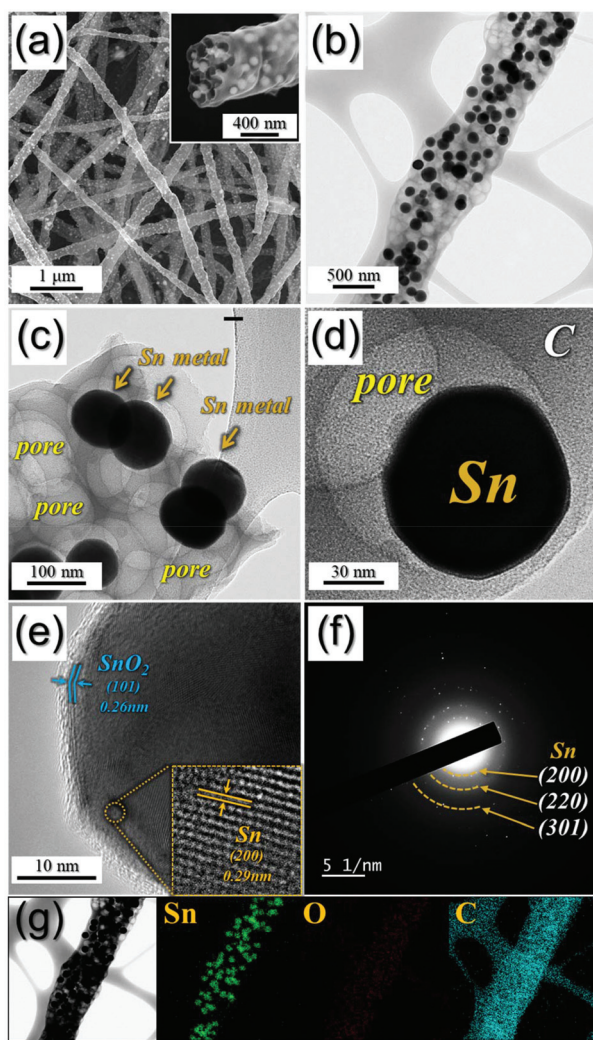 (a)
400 nm
1 μm
(b)
500 nm
(c)
Sn metal
Sn metal
pore
pore
pore
100 nm
(d)
C
pore
Sn
30 nm
(e)
SnO2
(101)
0.26nm
Sn
(200)
0.29nm
10 nm
(f)
Sn
(200)
(220)
(301)
5 1/nm
(g)
Sn
O
C